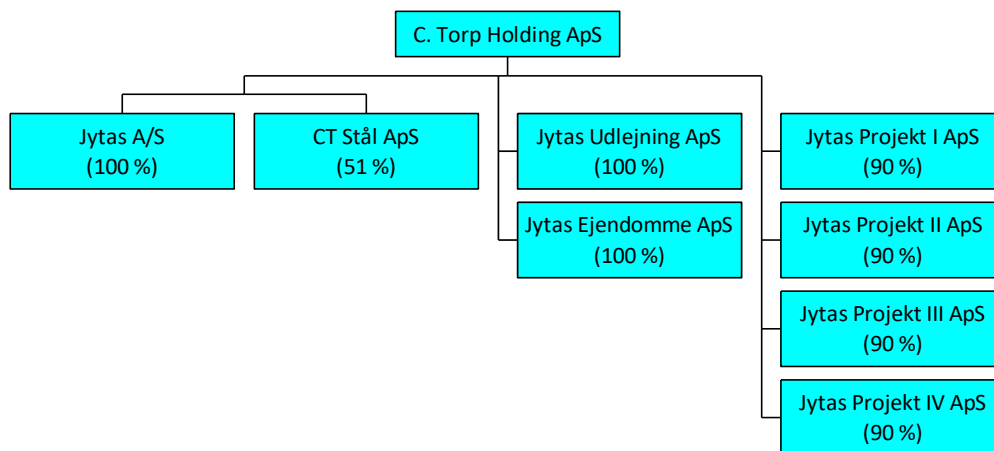 C. Torp Holding ApS
Jytas A/S
(100 %)
CT Stål ApS
(51 %)
Jytas Udlejning ApS
(100 %)
Jytas Ejendomme ApS
(100 %)
Jytas Projekt I ApS
(90 %)
Jytas Projekt II ApS
(90 %)
Jytas Projekt III ApS
(90 %)
Jytas Projekt IV ApS
(90 %)